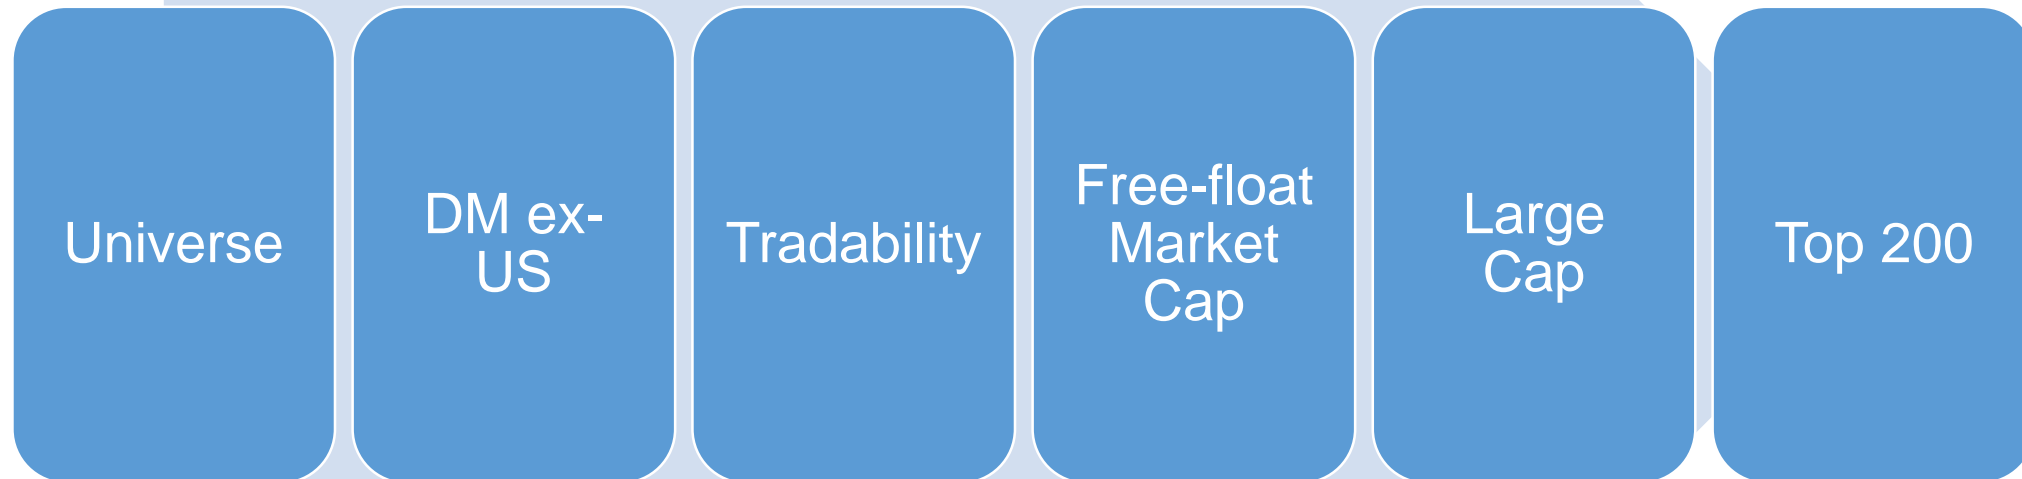 Universe
DM ex-
US
Tradability
Free-float
Market
Cap
Large
Cap
Top 200